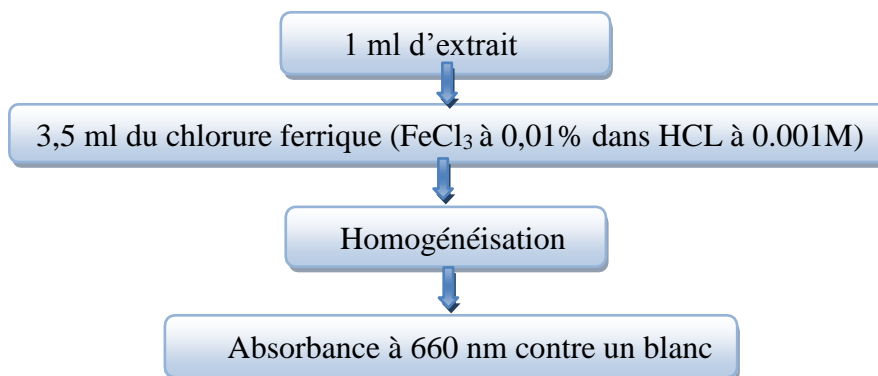 1 ml d’extrait
3,5 ml du chlorure ferrique (FeCl₃ à 0,01% dans HCL à 0.001M)
Homogénéisation
Absorbance à 660 nm contre un blanc